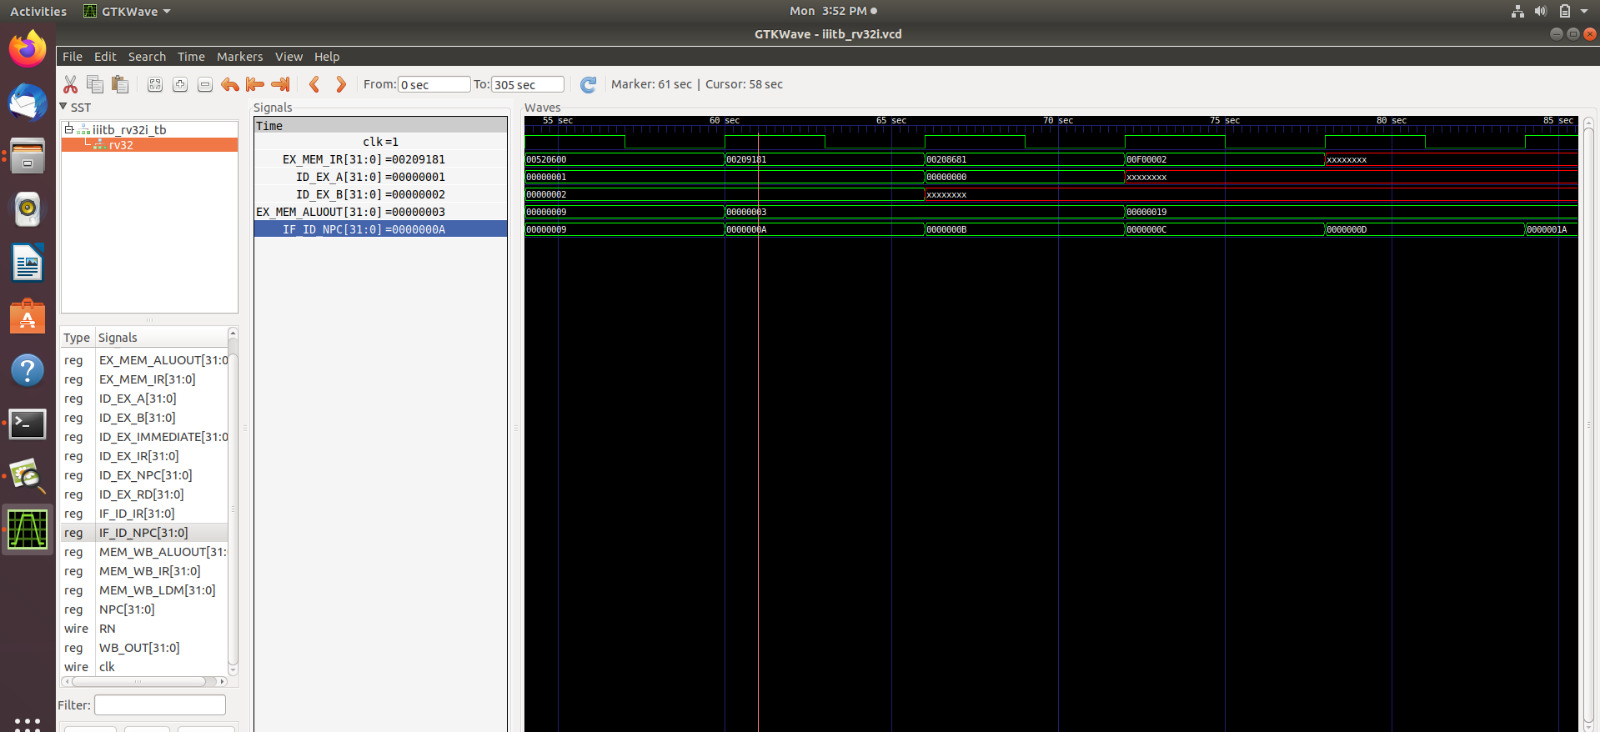 Activities GTKWave Mon 3:52 PM
GTKWave - iiitb_rv32i.vcd
File Edit Search Time Markers View Help
From: 0 sec To: 305 sec Marker: 61 sec | Cursor: 58 sec
SST
iiitb_rv32i_tb
rv32
Type Signals
reg EX_MEM_ALUOUT[31:0
reg EX_MEM_IR[31:0]
reg ID_EX_A[31:0]
reg ID_EX_B[31:0]
reg ID_EX_IMMEDIATE[31:0
reg ID_EX_IR[31:0]
reg ID_EX_NPC[31:0]
reg ID_EX_RD[31:0]
reg IF_ID_IR[31:0]
reg IF_ID_NPC[31:0]
reg MEM_WB_ALUOUT[31:
reg MEM_WB_IR[31:0]
reg MEM_WB_LDM[31:0]
reg NPC[31:0]
wire RN
reg WB_OUT[31:0]
wire clk
Filter:
Signals
Time
clk=1
EX_MEM_IR[31:0]=00209181
ID_EX_A[31:0]=00000001
ID_EX_B[31:0]=00000002
EX_MEM_ALUOUT[31:0]=00000003
IF_ID_NPC[31:0]=0000000A
Waves
55 sec 60 sec 65 sec 70 sec 75 sec 80 sec 85 sec
00520600 00209181 00208681 00F00002 xxxxxxxx
00000001 00000000 xxxxxxxx
00000002 xxxxxxxx
00000009 00000003 00000019
00000009 0000000A 0000000B 0000000C 0000000D 0000001A